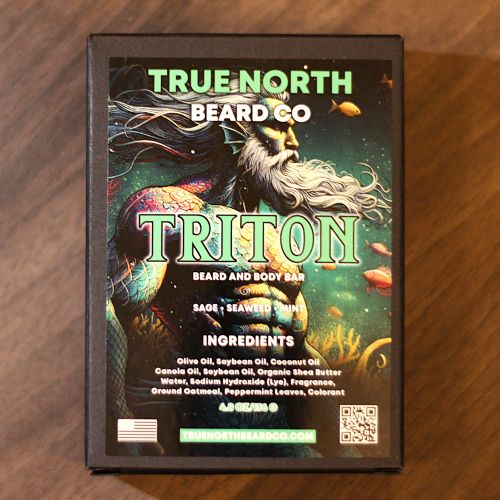 TRUE NORTH
BEARD CO
TRITON
BEARD AND BODY BAR
SAGE • SEAWEED • MINT
INGREDIENTS
Olive Oil, Soybean Oil, Coconut Oil
Canola Oil, Soybean Oil, Organic Shea Butter
Water, Sodium Hydroxide (Lye), Fragrance,
Ground Oatmeal, Peppermint Leaves, Colorant
TRUENORTHBEARDCO.COM